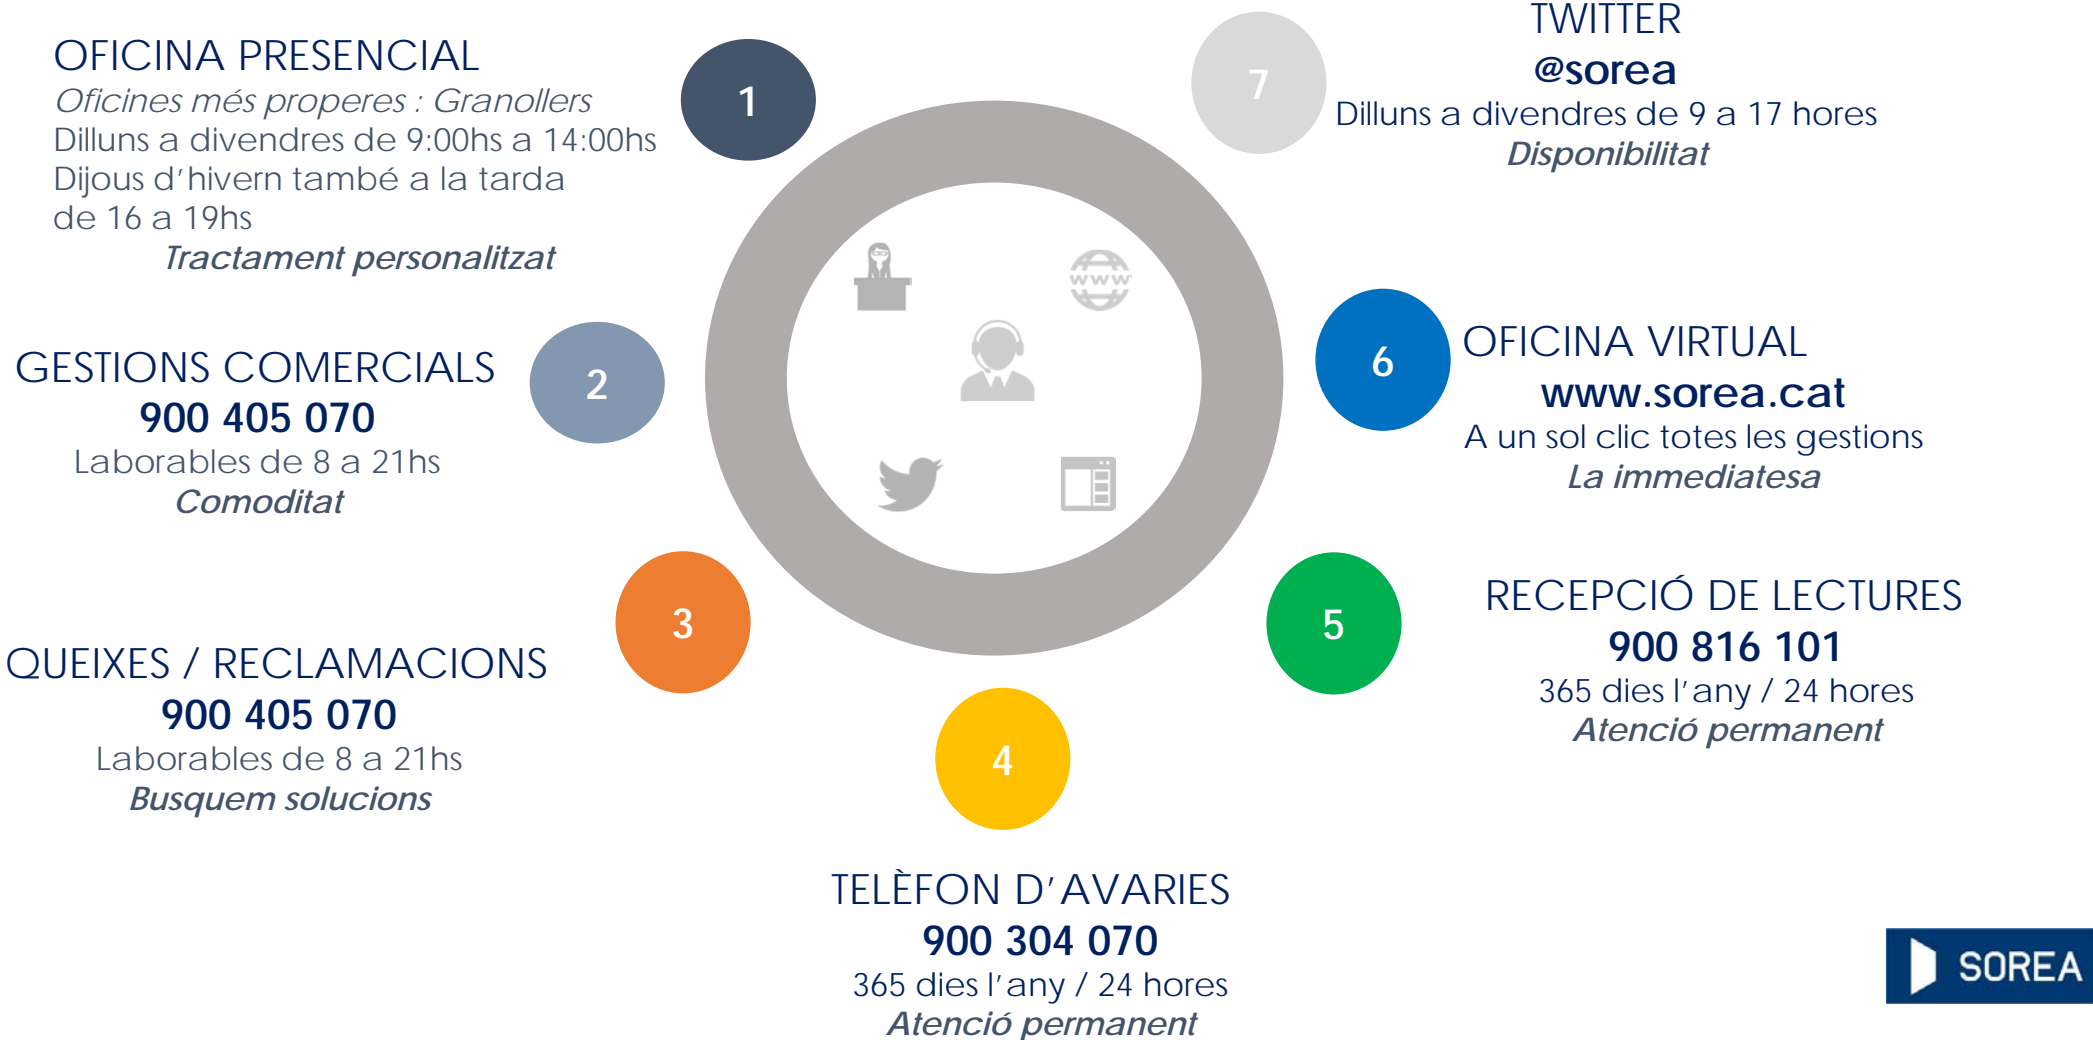 1
OFICINA PRESENCIAL
Oficines més properes : Granollers
Dilluns a divendres de 9:00hs a 14:00hs
Dijous d'hivern també a la tarda
de 16 a 19hs
Tractament personalitzat
2
GESTIONS COMERCIALS
900 405 070
Laborables de 8 a 21hs
Comoditat
3
QUEIXES / RECLAMACIONS
900 405 070
Laborables de 8 a 21hs
Busquem solucions
4
TELÈFON D'AVARIES
900 304 070
365 dies l'any / 24 hores
Atenció permanent
5
RECEPCIÓ DE LECTURES
900 816 101
365 dies l'any / 24 hores
Atenció permanent
6
OFICINA VIRTUAL
www.sorea.cat
A un sol clic totes les gestions
La immediatesa
7
TWITTER
@sorea
Dilluns a divendres de 9 a 17 hores
Disponibilitat
www
SOREA